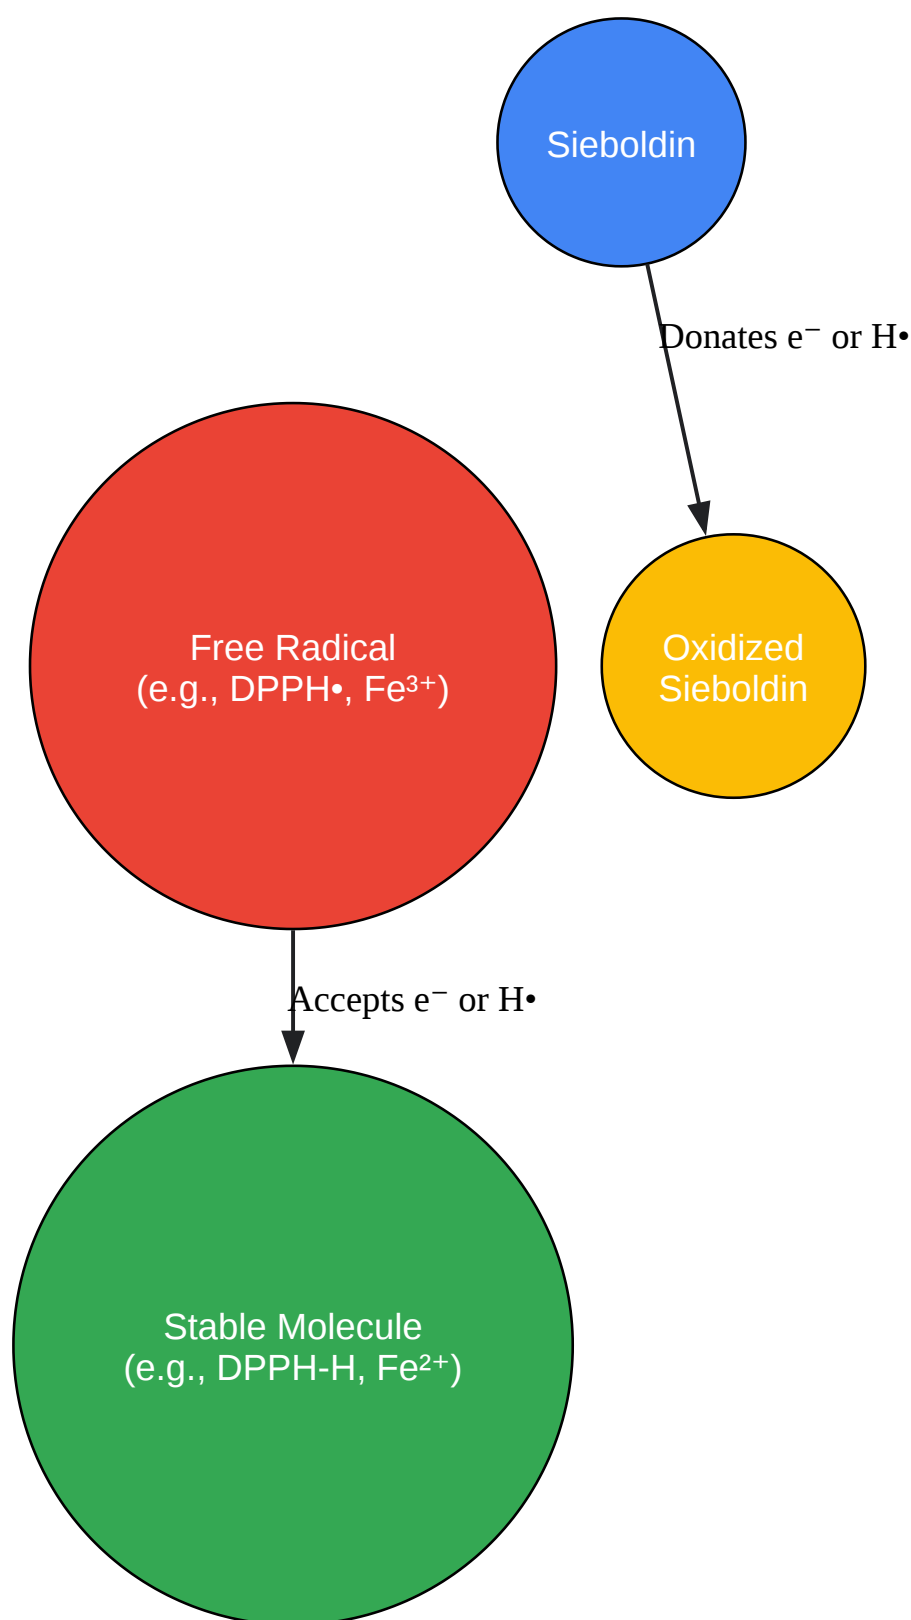 Sieboldin
Donates e⁻ or H•
Free Radical
(e.g., DPPH•, Fe³⁺)
Oxidized
Sieboldin
Accepts e⁻ or H•
Stable Molecule
(e.g., DPPH-H, Fe²⁺)